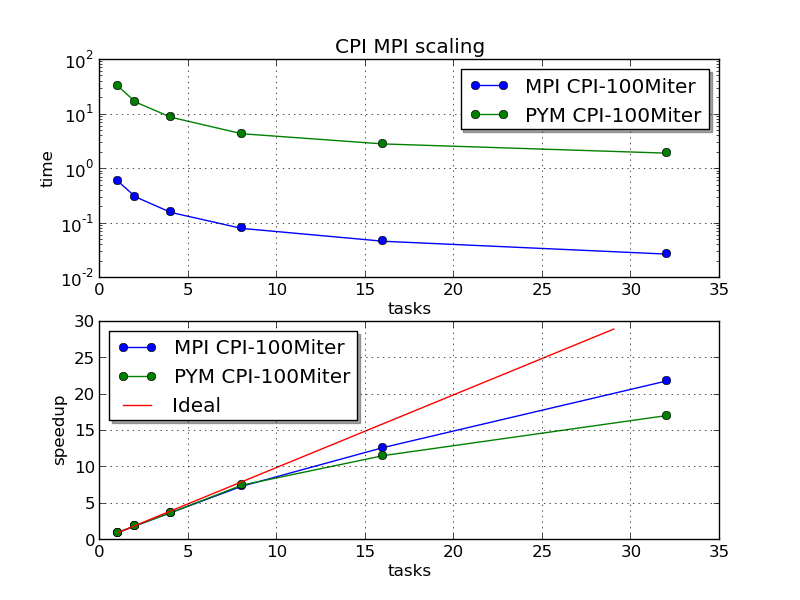 CPI MPI scaling
10^2
10^1
10^0
10^-1
10^-2
time
MPI CPI-100Miter
PYM CPI-100Miter
0 5 10 15 20 25 30 35
tasks
30
25
20
15
10
5
0
speedup
MPI CPI-100Miter
PYM CPI-100Miter
Ideal
0 5 10 15 20 25 30 35
tasks